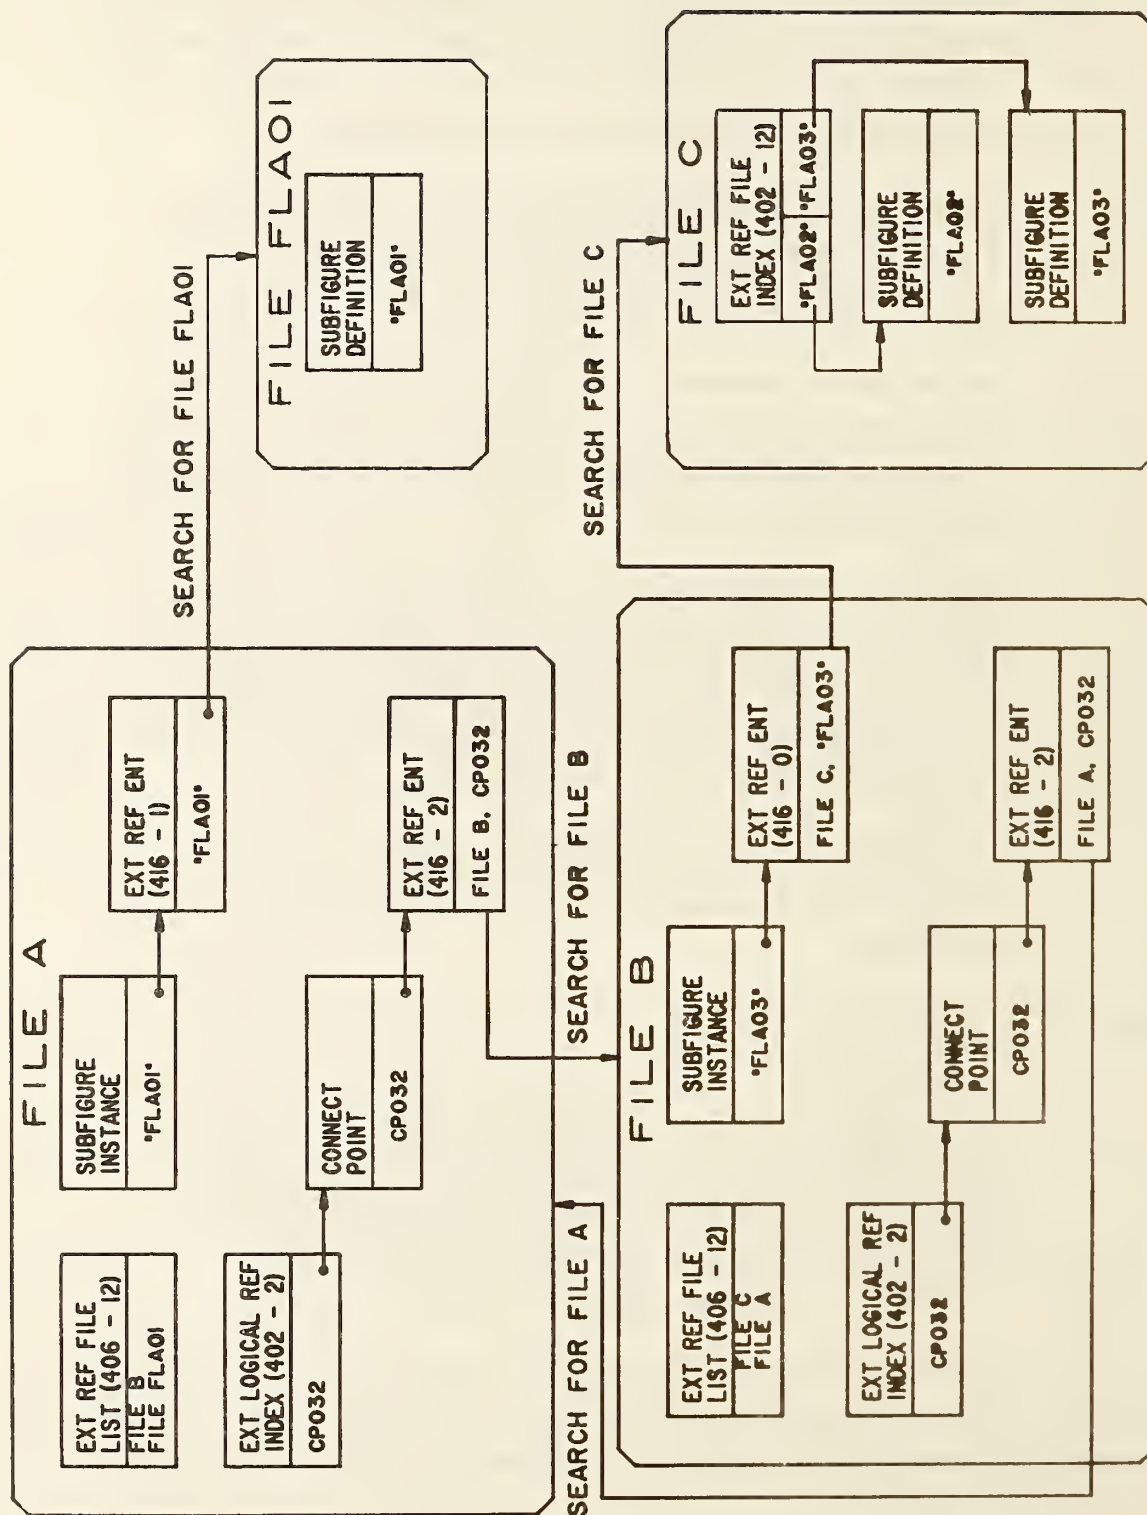 FILE A
EXT REF FILE
LIST (406 - 12)
FILE B
FILE FLA01
SUBFIGURE
INSTANCE
"FLA01"
EXT REF ENT
(416 - 1)
"FLA01"
EXT LOGICAL REF
INDEX (402 - 2)
CP032
CONNECT
POINT
CP032
EXT REF ENT
(416 - 2)
FILE B, CP032
SEARCH FOR FILE FLA01
FILE FLA01
SUBFIGURE
DEFINITION
"FLA01"
SEARCH FOR FILE A
SEARCH FOR FILE B
FILE B
EXT REF FILE
LIST (406 - 12)
FILE C
FILE A
SUBFIGURE
INSTANCE
"FLA03"
EXT REF ENT
(416 - 0)
FILE C, "FLA03"
EXT LOGICAL REF
INDEX (402 - 2)
CP032
CONNECT
POINT
CP032
EXT REF ENT
(416 - 2)
FILE A, CP032
SEARCH FOR FILE C
FILE C
EXT REF FILE
INDEX (402 - 12)
"FLA02" "FLA03"
SUBFIGURE
DEFINITION
"FLA02"
SUBFIGURE
DEFINITION
"FLA03"